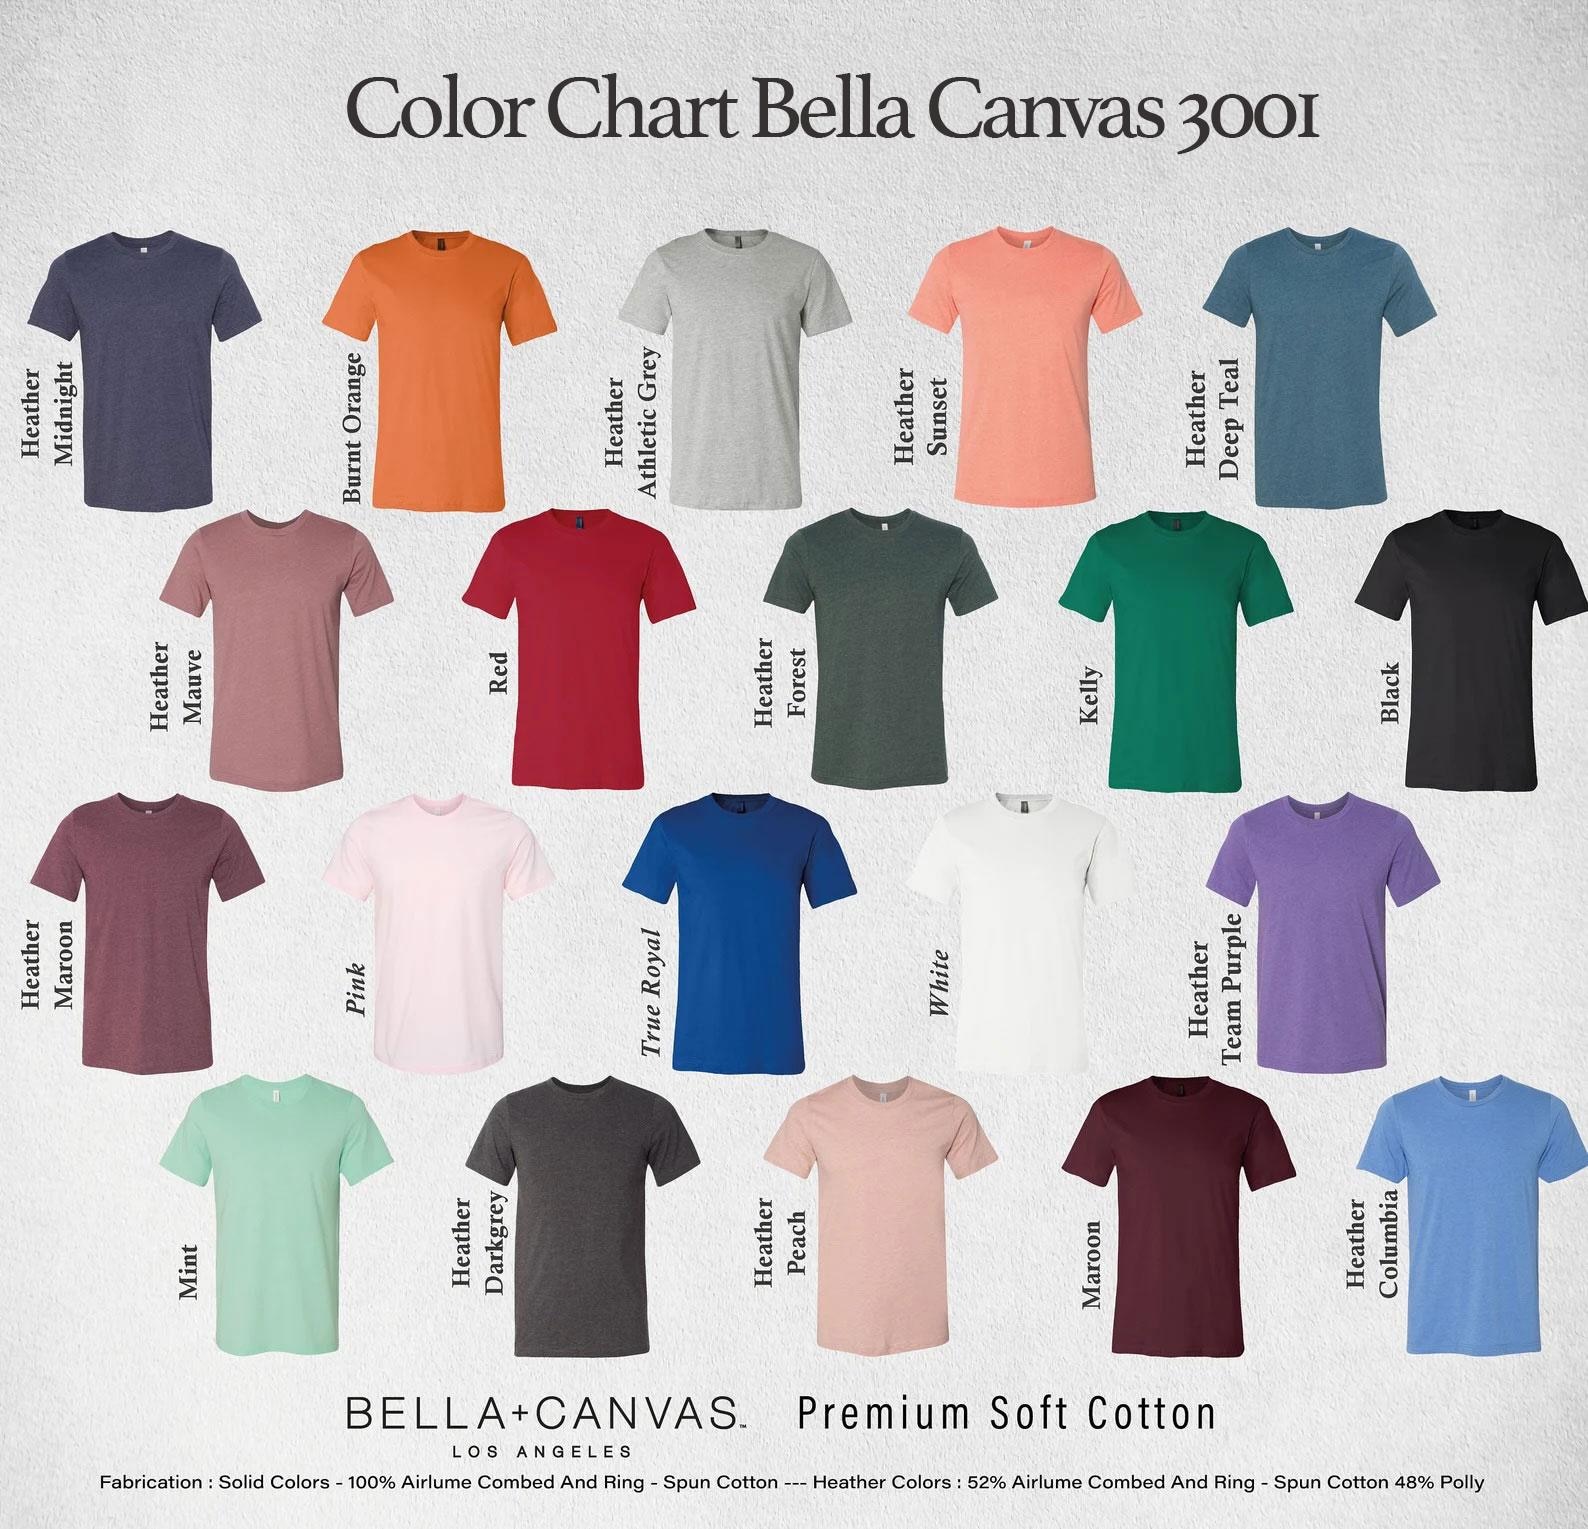 Color Chart Bella Canvas 3001
Heather
Midnight
Burnt Orange
Heather
Athletic Grey
Heather
Sunset
Heather
Deep Teal
Heather
Mauve
Red
Heather
Forest
Kelly
Black
Heather
Maroon
Pink
True Royal
White
Heather
Team Purple
Mint
Heather
Darkgrey
Heather
Peach
Maroon
Heather
Columbia
BELLA+CANVAS™ Premium Soft Cotton
LOS ANGELES
Fabrication : Solid Colors - 100% Airlume Combed And Ring - Spun Cotton --- Heather Colors : 52% Airlume Combed And Ring - Spun Cotton 48% Polly